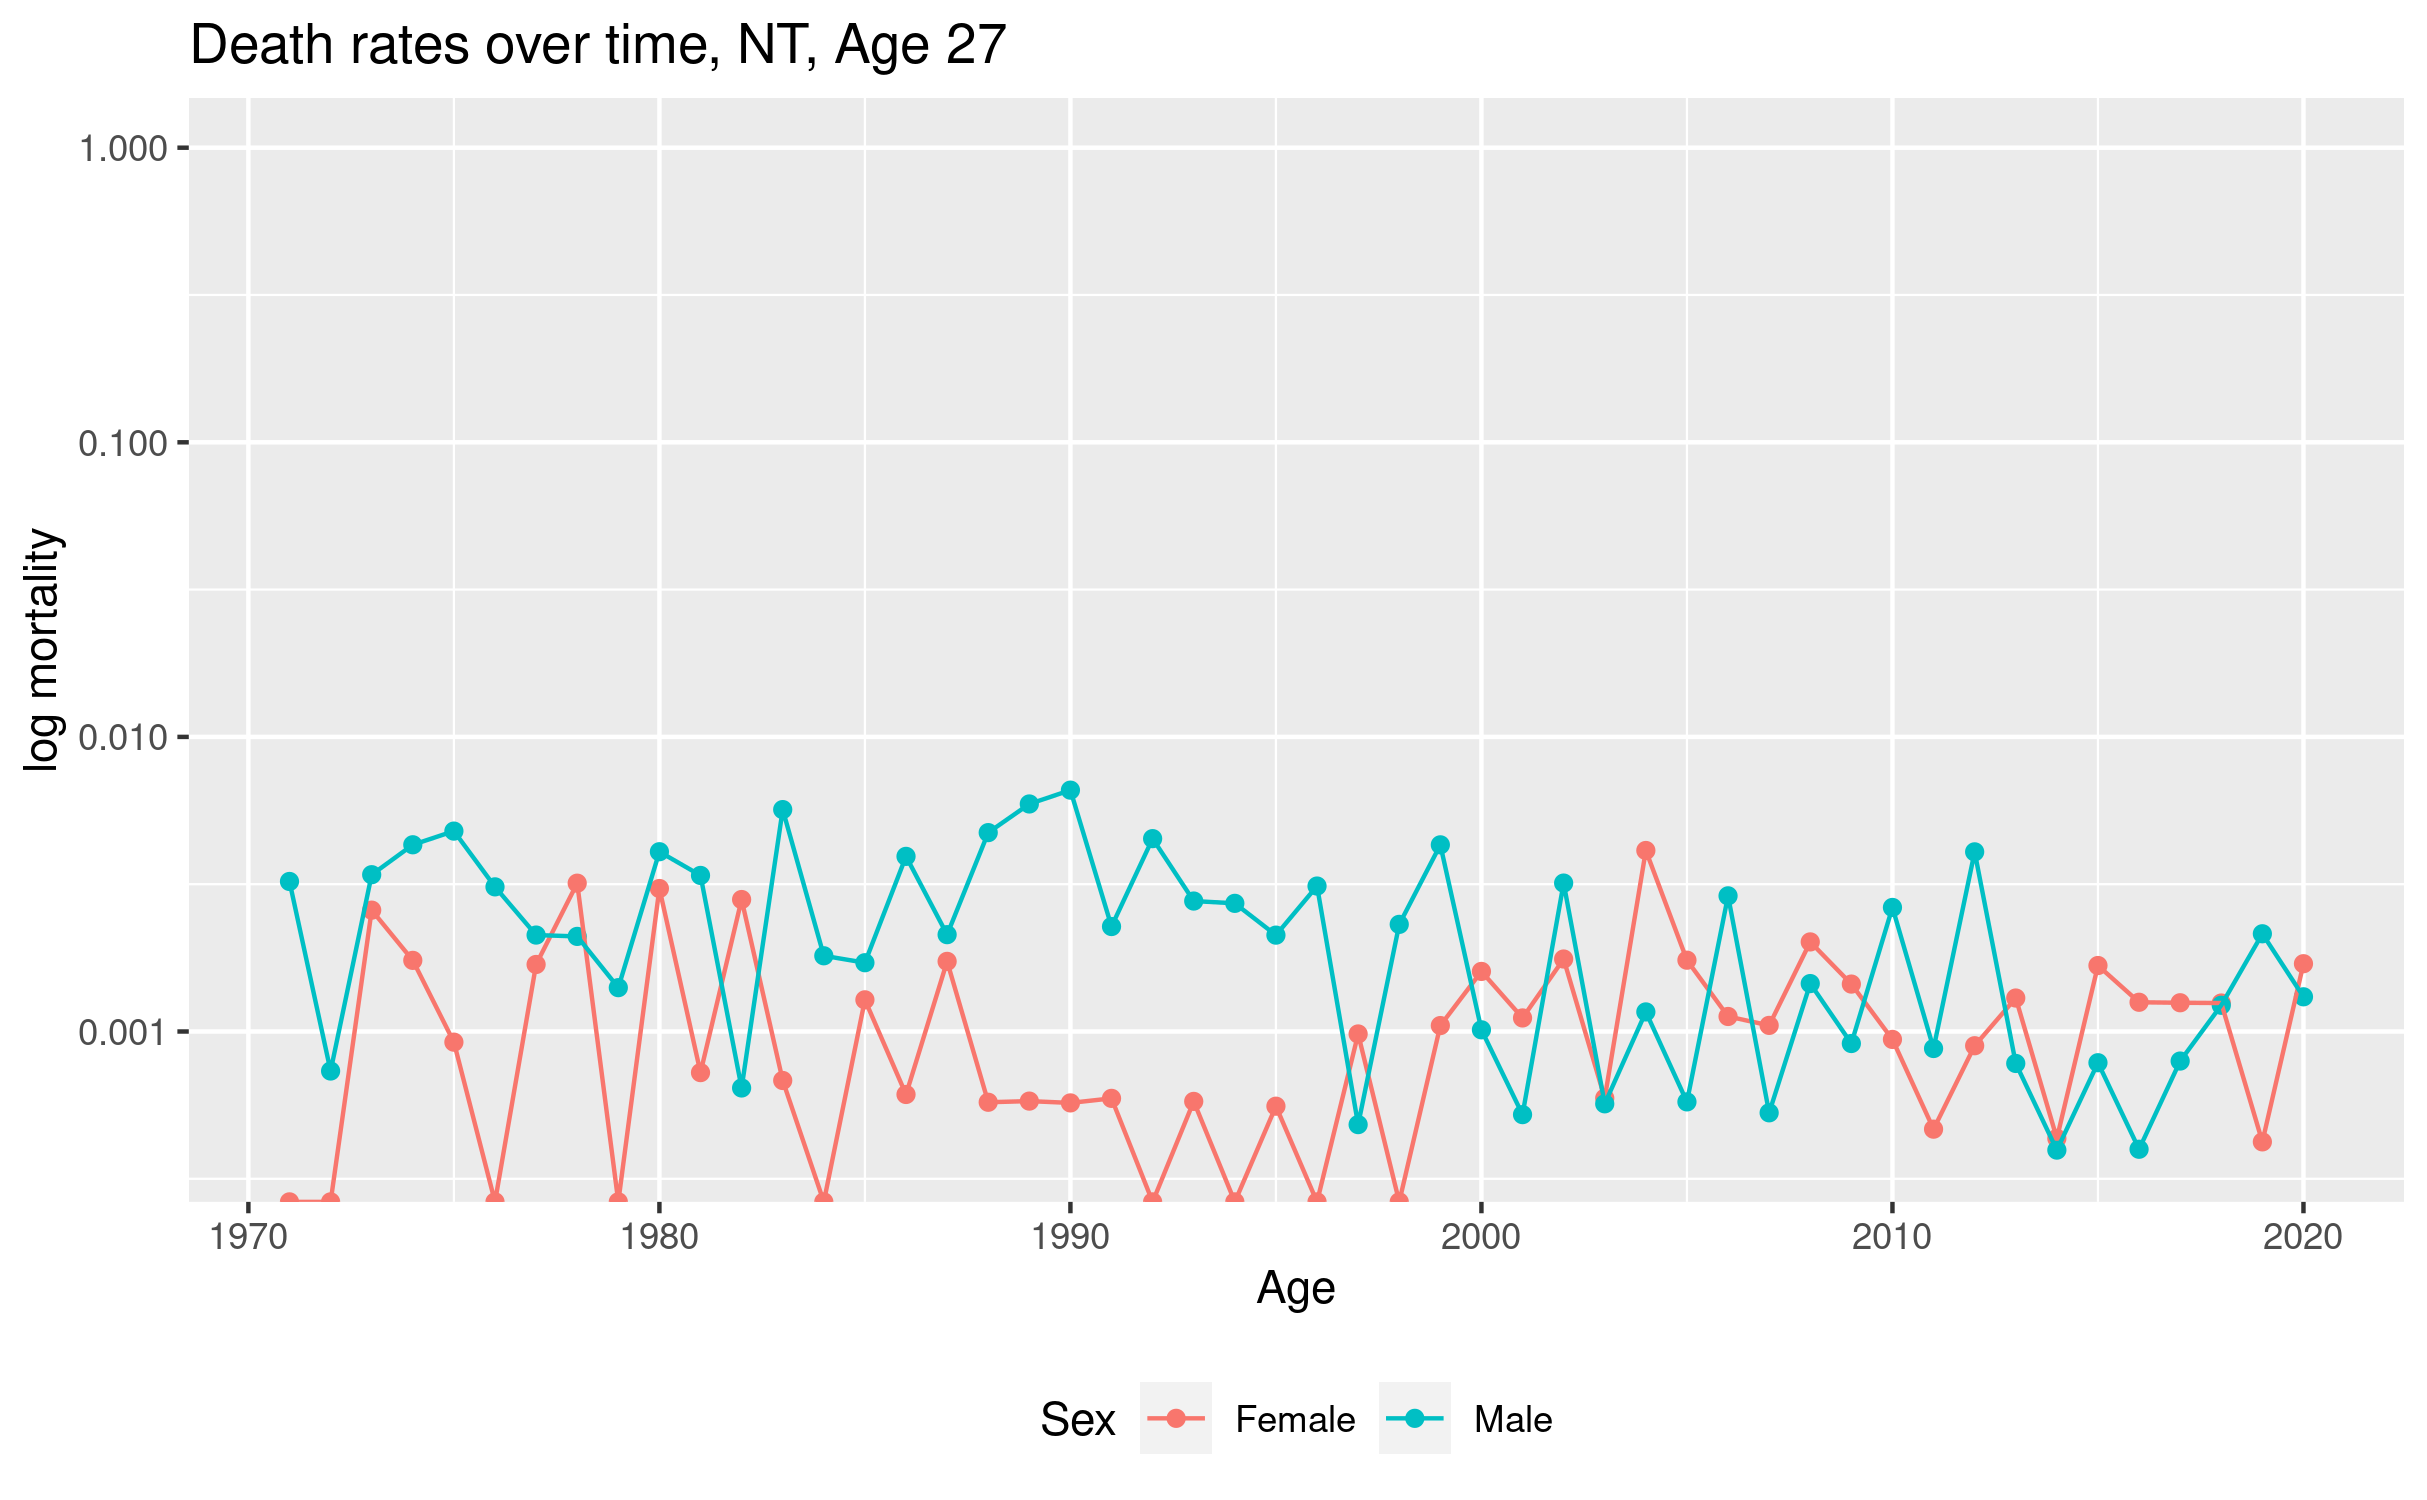 Death rates over time, NT, Age 27
1.000
0.100
0.010
0.001
log mortality
1970 1980 1990 2000 2010 2020
Age
Sex Female Male